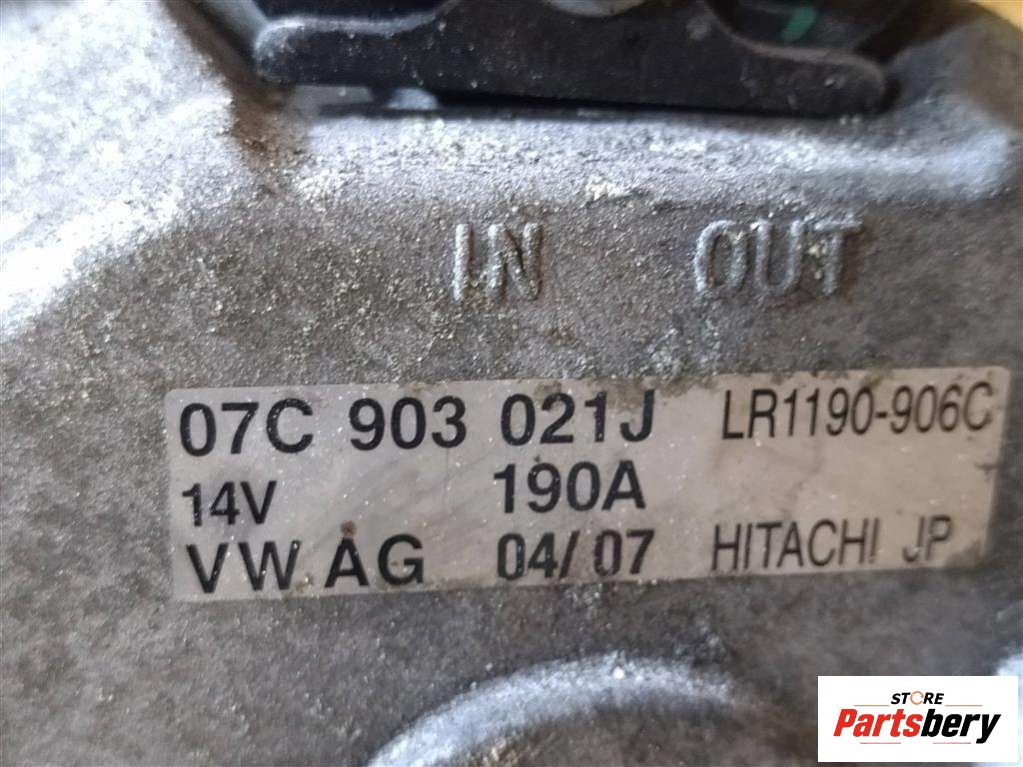 IN OUT
07C 903 021J LR1190-906C
14V 190A
VW AG 04/07 HITACHI JP
STORE
Partsbery